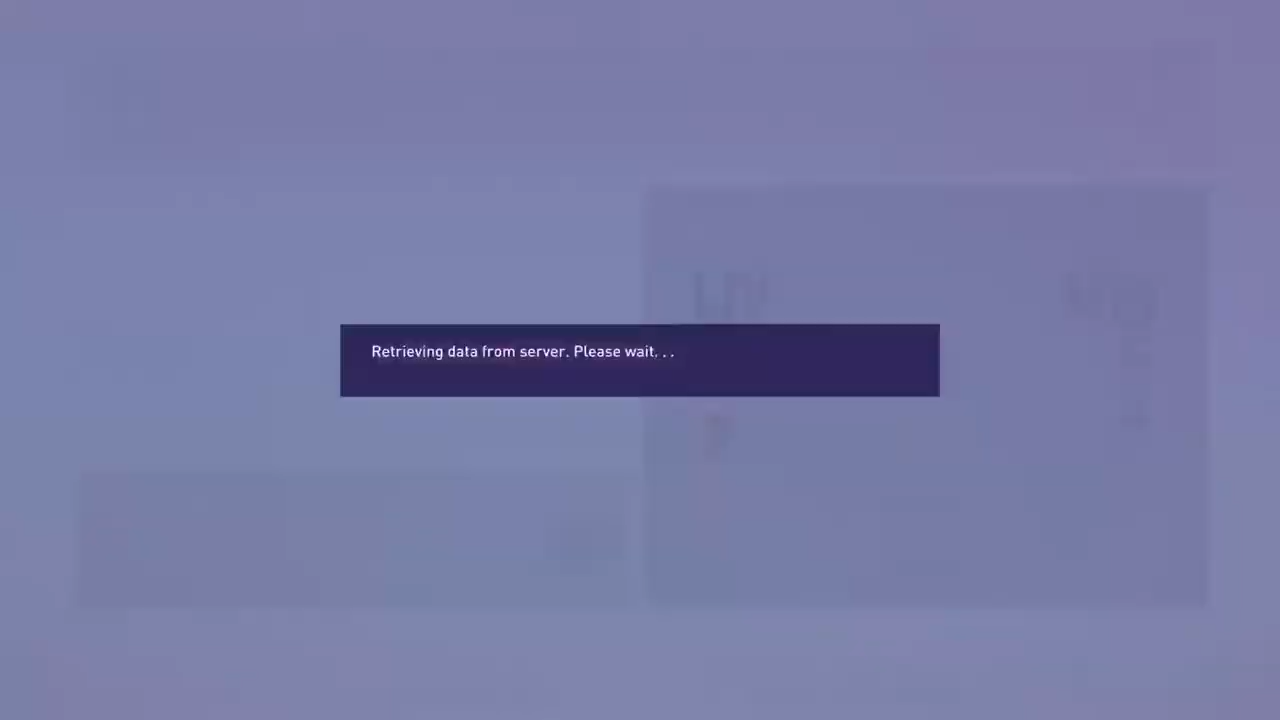 Retrieving data from server. Please wait. . .